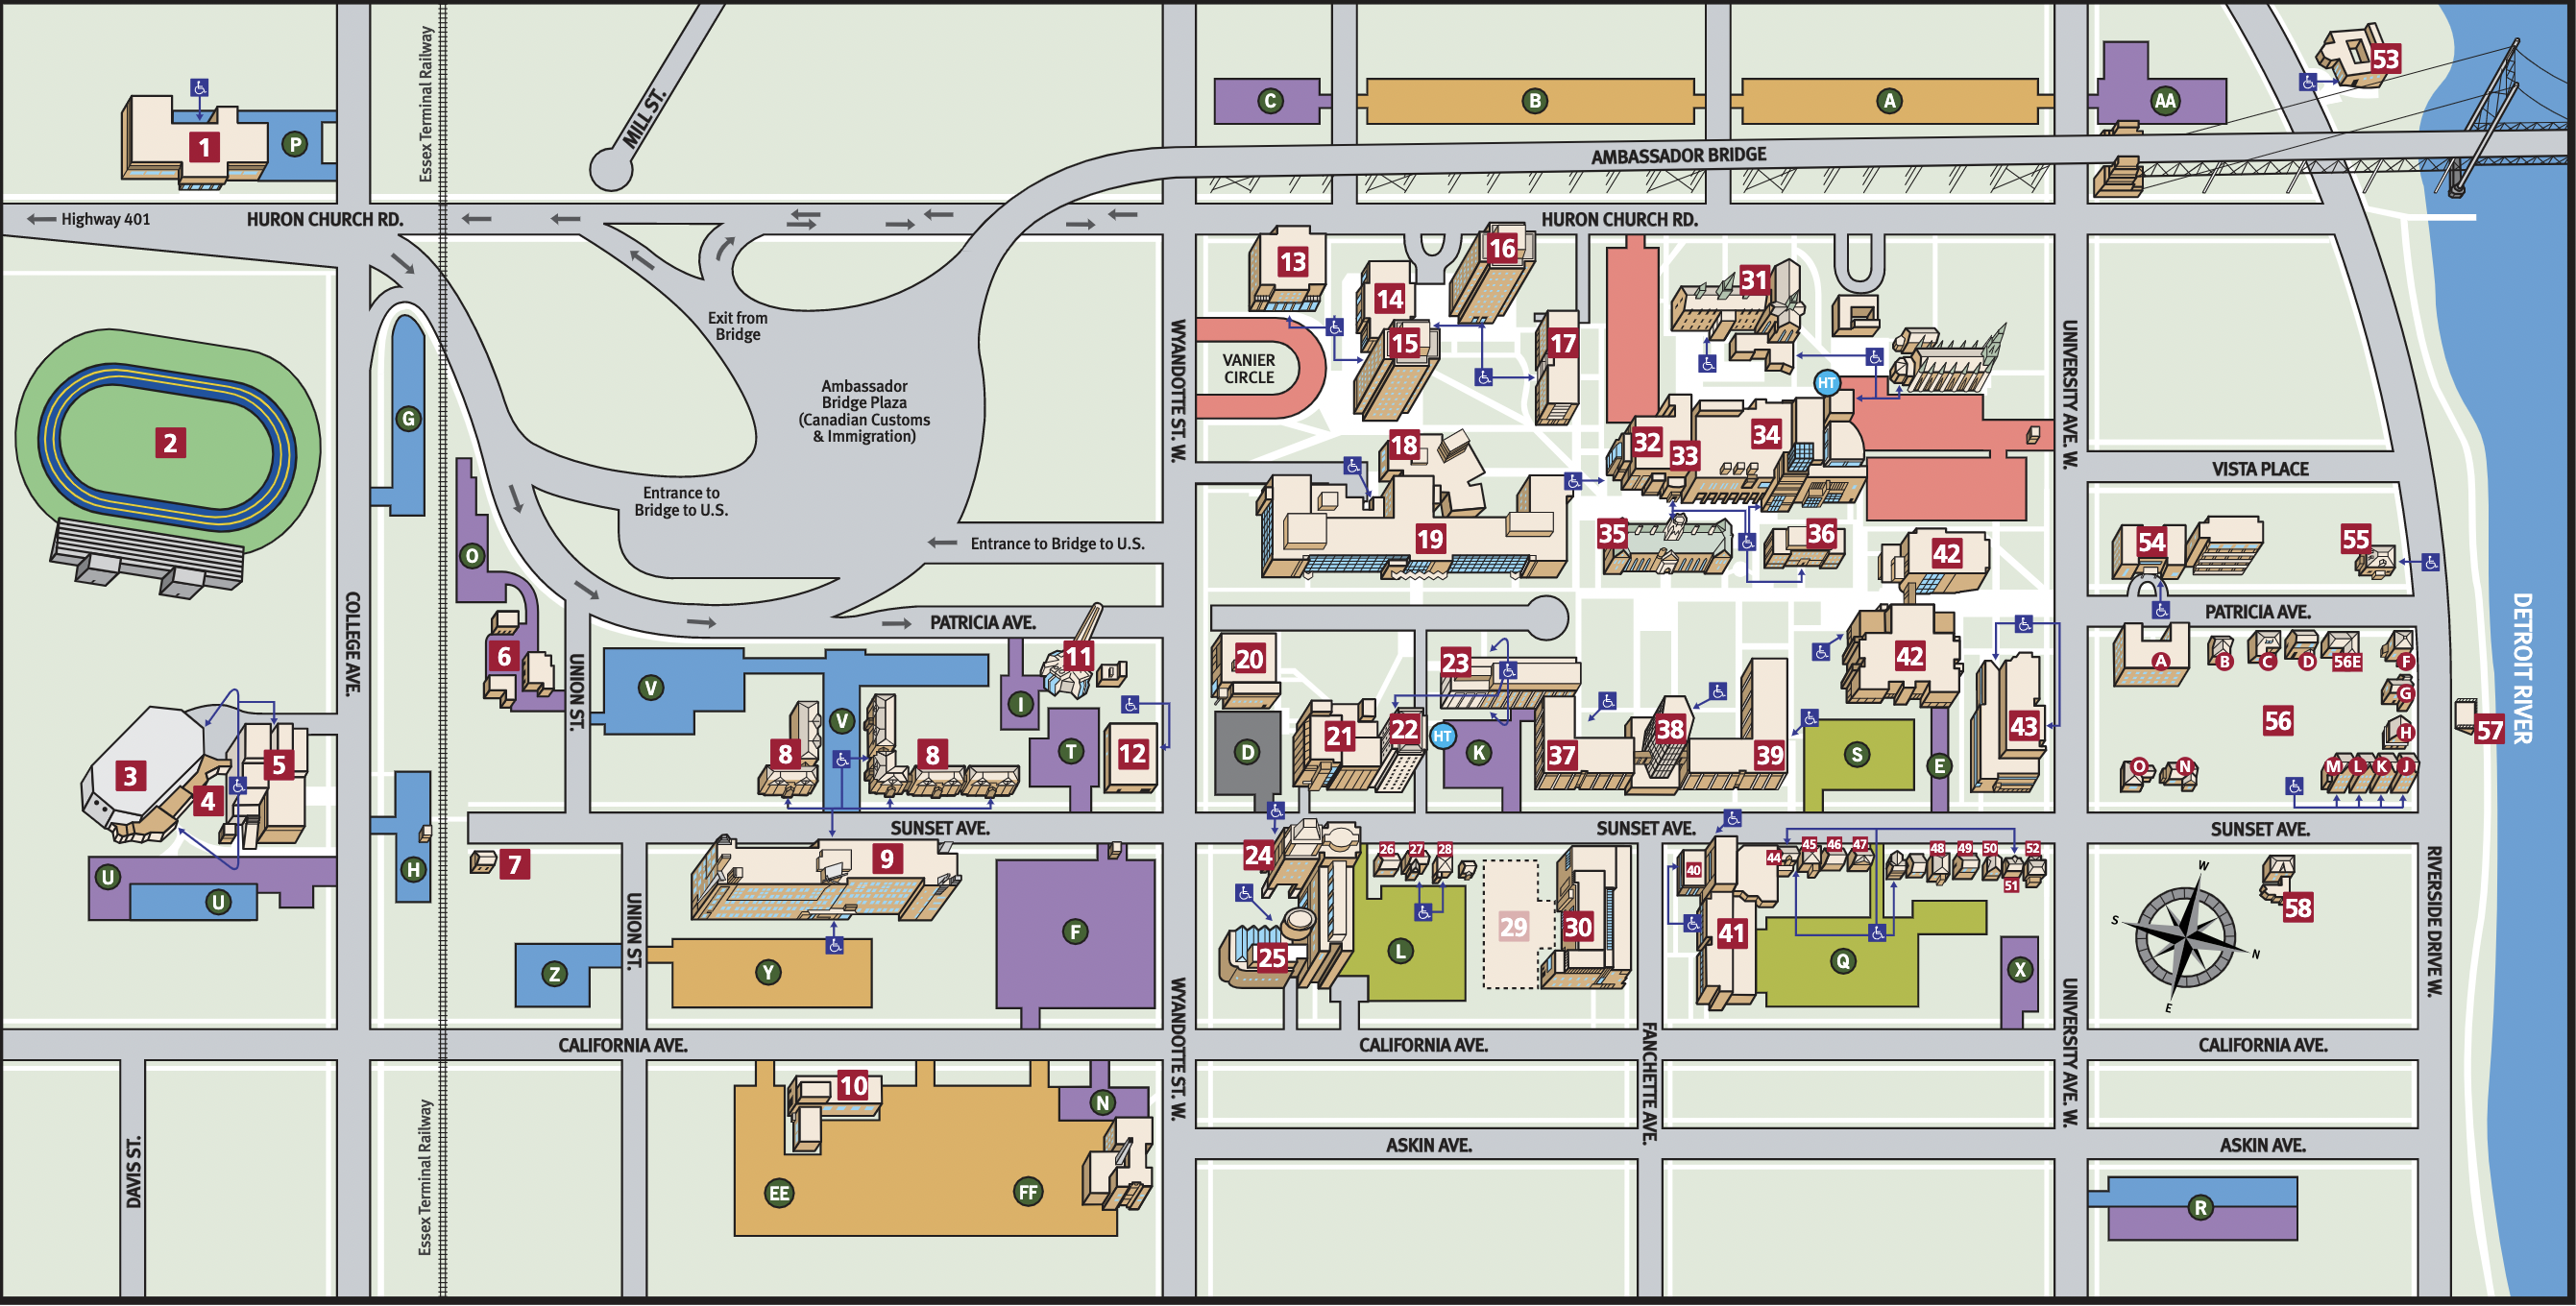 Essex Terminal Railway
MILL ST.
C
B
A
AA
53
1
P
AMBASSADOR BRIDGE
Highway 401
HURON CHURCH RD.
HURON CHURCH RD.
13
14
15
16
17
31
Exit from
Bridge
VANIER
CIRCLE
WYANDOTTE ST. W.
UNIVERSITY AVE. W.
HT
Ambassador
Bridge Plaza
(Canadian Customs
& Immigration)
G
2
18
32
33
34
VISTA PLACE
Entrance to
Bridge to U.S.
Entrance to Bridge to U.S.
O
19
35
36
42
54
55
COLLEGE AVE.
PATRICIA AVE.
PATRICIA AVE.
DETROIT RIVER
6
UNION ST.
V
V
11
I
T
12
20
23
42
43
A
B
C
D
56E
F
G
H
56
57
3
4
5
8
8
D
21
22
HT
K
37
38
39
S
E
O
N
M
L
K
J
SUNSET AVE.
SUNSET AVE.
SUNSET AVE.
U
U
H
7
9
F
24
25
26
27
28
L
29
30
40
41
44
45
46
47
48
49
50
51
52
Q
X
58
W
S
N
E
RIVERSIDE DRIVE W.
Z
UNION ST.
Y
WYANDOTTE ST. W.
FANCHETTE AVE.
UNIVERSITY AVE. W.
CALIFORNIA AVE.
CALIFORNIA AVE.
CALIFORNIA AVE.
10
N
DAVIS ST.
Essex Terminal Railway
ASKIN AVE.
ASKIN AVE.
EE
FF
R